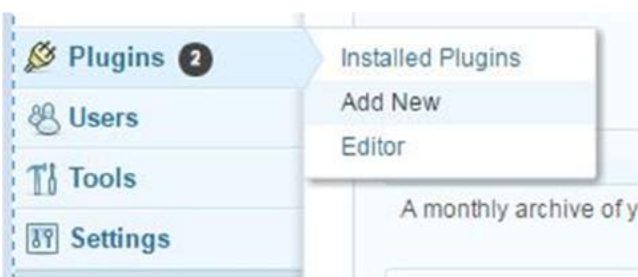 Plugins 2
Installed Plugins
Add New
Editor
Users
Tools
Settings
A monthly archive of y